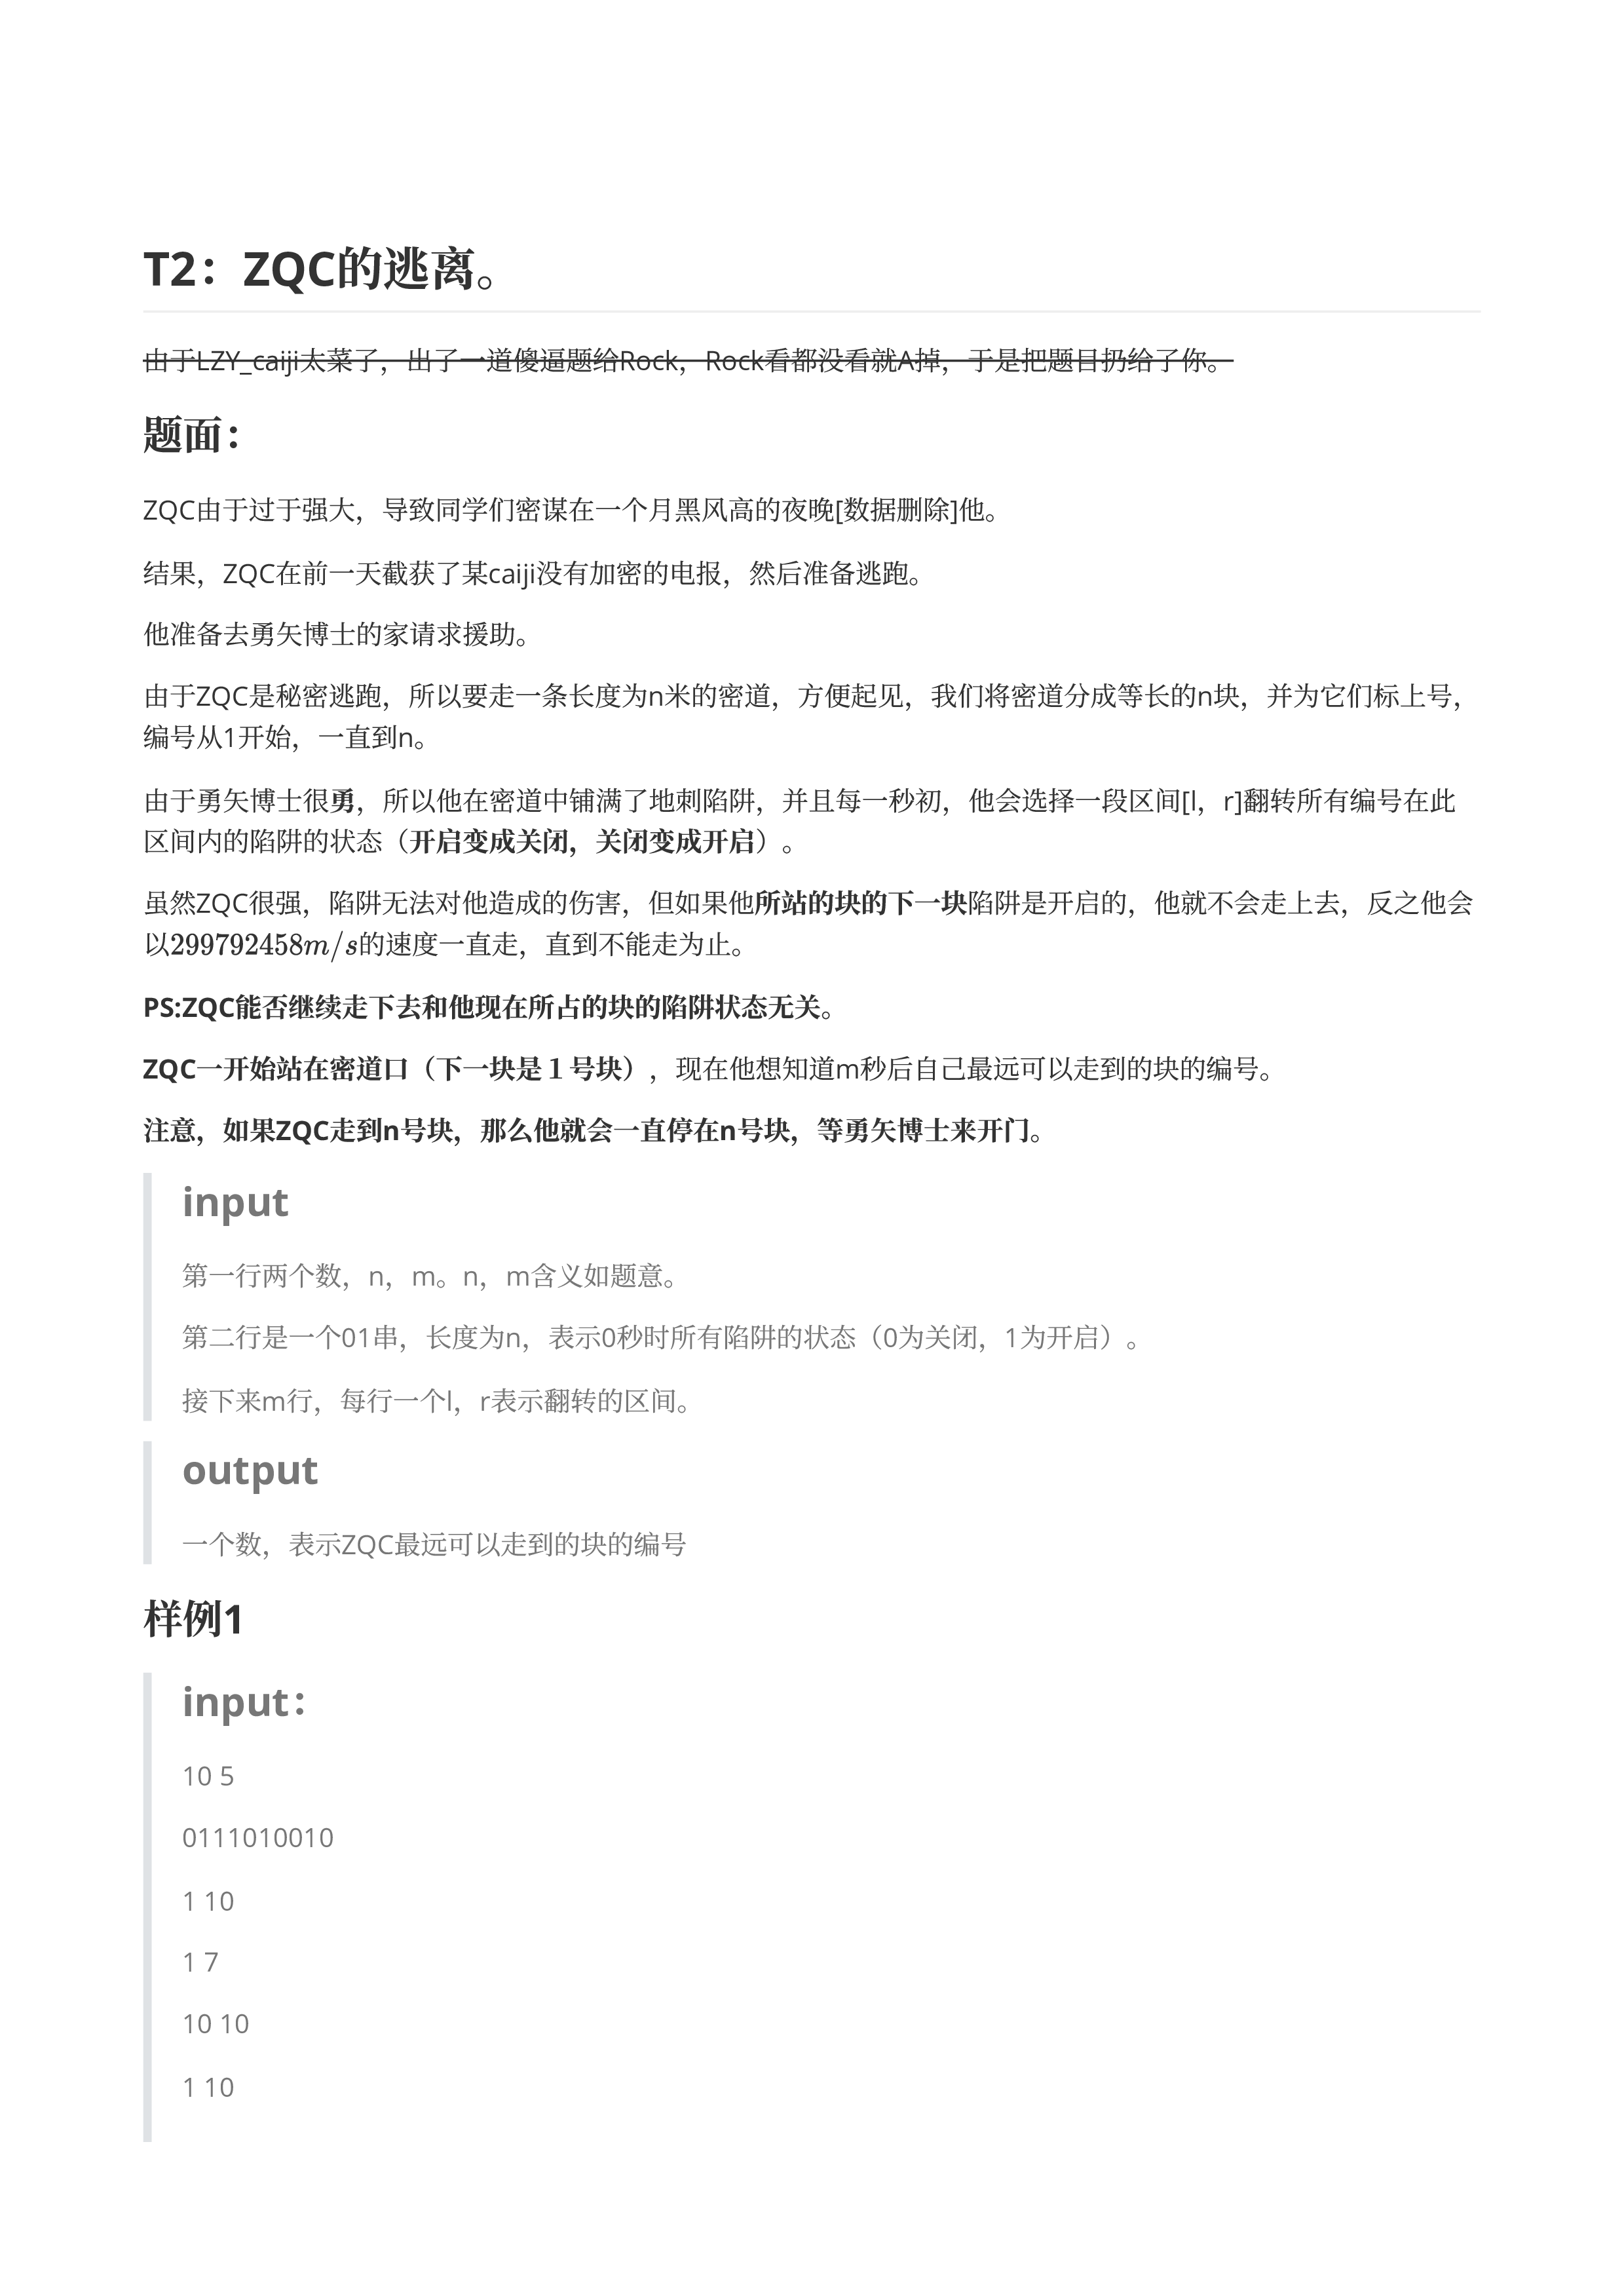 T2：ZQC的逃离。
由于LZY_caiji太菜了，出了一道傻逼题给Rock，Rock看都没看就A掉，于是把题目扔给了你。
题面：
ZQC由于过于强大，导致同学们密谋在一个月黑风高的夜晚[数据删除]他。
结果，ZQC在前一天截获了某caiji没有加密的电报，然后准备逃跑。
他准备去勇矢博士的家请求援助。
由于ZQC是秘密逃跑，所以要走一条长度为n米的密道，方便起见，我们将密道分成等长的n块，并为它们标上号，
编号从1开始，一直到n。
由于勇矢博士很勇，所以他在密道中铺满了地刺陷阱，并且每一秒初，他会选择一段区间[l，r]翻转所有编号在此
区间内的陷阱的状态（开启变成关闭，关闭变成开启）。
虽然ZQC很强，陷阱无法对他造成的伤害，但如果他所站的块的下一块陷阱是开启的，他就不会走上去，反之他会
以299792458m/s的速度一直走，直到不能走为止。
PS:ZQC能否继续走下去和他现在所占的块的陷阱状态无关。
ZQC一开始站在密道口（下一块是１号块），现在他想知道m秒后自己最远可以走到的块的编号。
注意，如果ZQC走到n号块，那么他就会一直停在n号块，等勇矢博士来开门。
input
第一行两个数，n，m。n，m含义如题意。
第二行是一个01串，长度为n，表示0秒时所有陷阱的状态（0为关闭，1为开启）。
接下来m行，每行一个l，r表示翻转的区间。
output
一个数，表示ZQC最远可以走到的块的编号
样例1
input：
10 5
0111010010
1 10
1 7
10 10
1 10